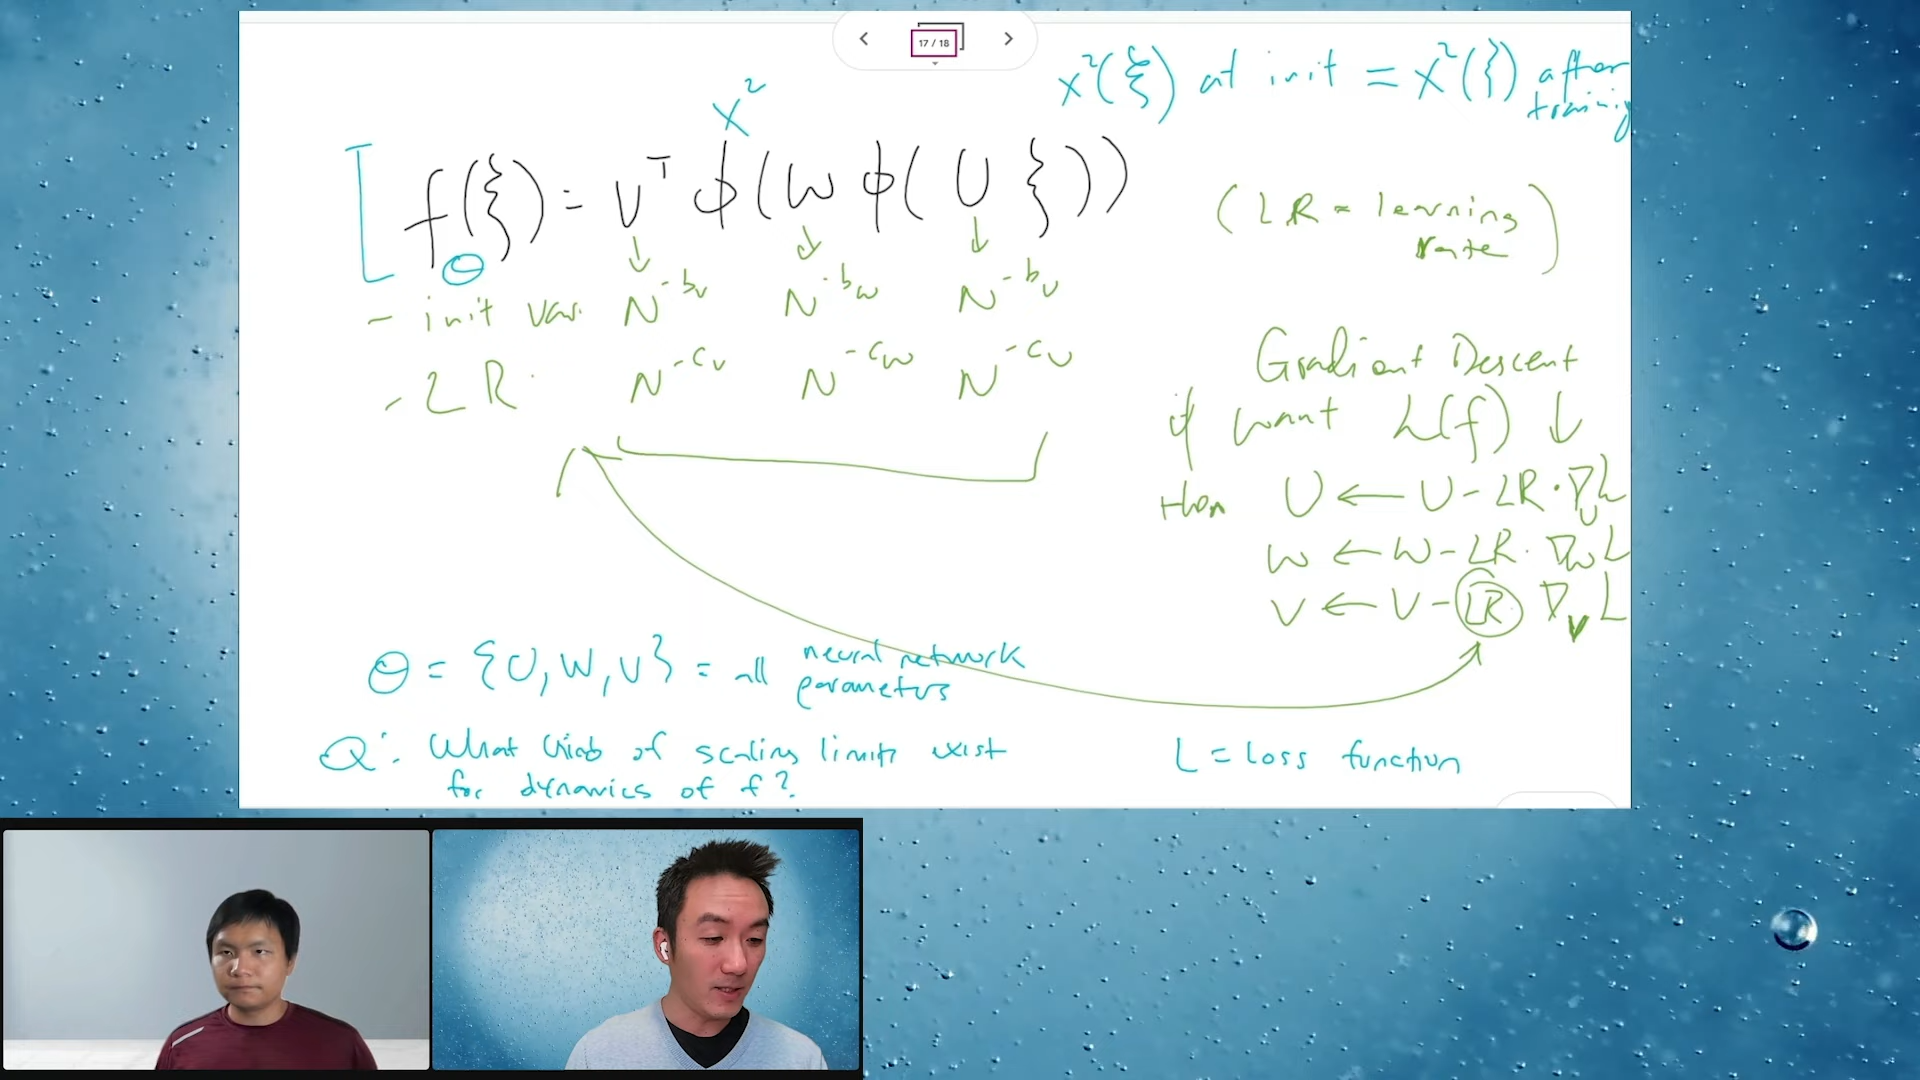 17 / 18
x²(ξ) at init = x²(ξ) after training
x²
f(ξ) = v^T ϕ(W ϕ(U ξ))
Θ
(LR = learning rate)
- init var. N^{-b_v} N^{-b_w} N^{-b_U}
- LR. N^{-c_v} N^{-c_w} N^{-c_U}
Gradient Descent
if want L(f) ↓
then U ← U - LR · ∇_U L
W ← W - LR · ∇_W L
V ← V - LR ∇_V L
Θ = {U, W, V} = all neural network parameters
Q: What kinds of scaling limits exist
for dynamics of f?
L = loss function